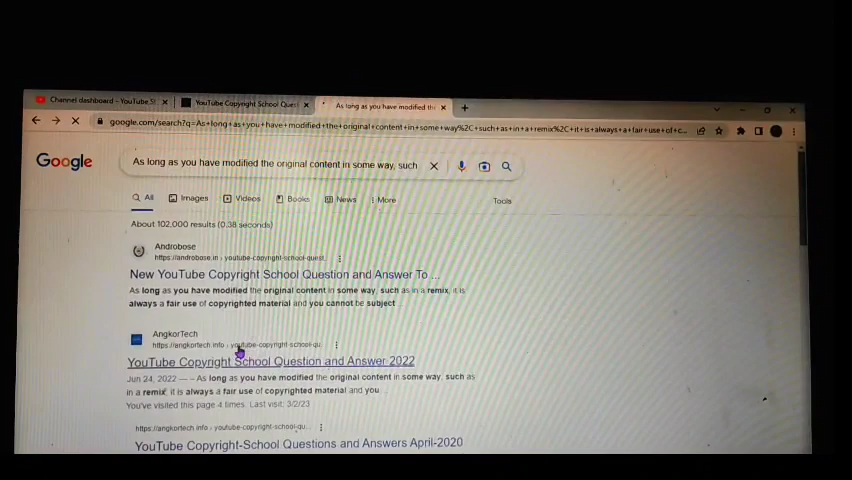 Channel dashboard - YouTube St
YouTube Copyright School Quest
As long as you have modified the
google.com/search?q=As+long+as+you+have+modified+the+original+content+in+some+way%2C+such+as+in+a+remix%2C+it+is+always+a+fair+use+of+c...
Google
As long as you have modified the original content in some way, such
All
Images
Videos
Books
News
More
Tools
About 102,000 results (0.38 seconds)
Androbose
https://androbose.in › youtube-copyright-school-quest...
New YouTube Copyright School Question and Answer To ...
As long as you have modified the original content in some way, such as in a remix, it is
always a fair use of copyrighted material and you cannot be subject ...
AngkorTech
https://angkortech.info › youtube-copyright-school-qu...
YouTube Copyright School Question and Answer 2022
Jun 24, 2022 — – As long as you have modified the original content in some way, such as
in a remix, it is always a fair use of copyrighted material and you ...
You've visited this page 4 times. Last visit: 3/2/23
https://angkortech.info › youtube-copyright-school-qu...
YouTube Copyright-School Questions and Answers April-2020